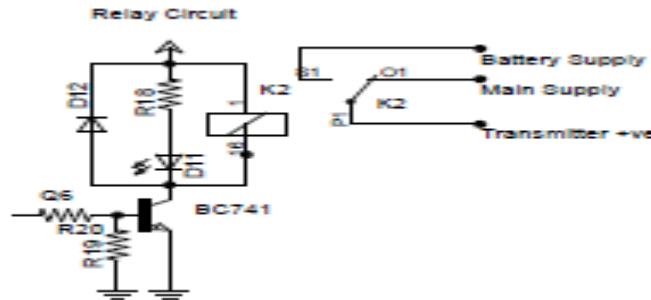 Relay Circuit
Battery Supply
S1
O1
K2
D12
R18
1
Main Supply
K2
P1
16
Transmitter +ve
D11
Q6
BC741
R20
R19